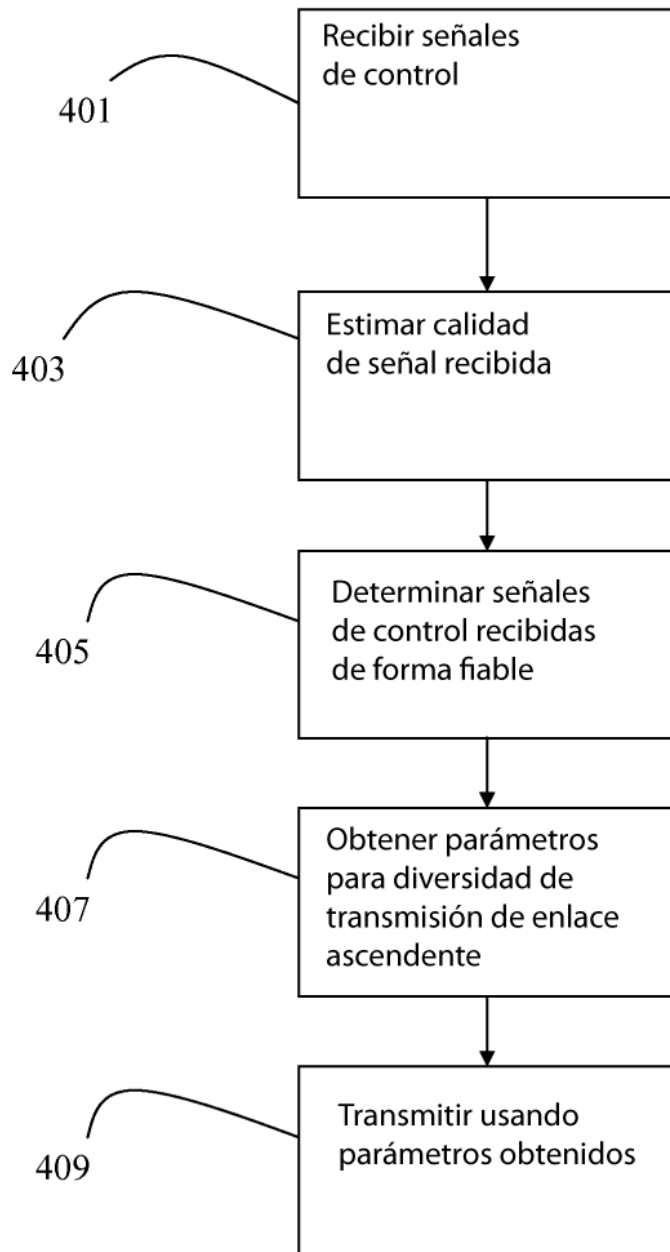 Recibir señales
de control
401
Estimar calidad
de señal recibida
403
Determinar señales
de control recibidas
de forma fiable
405
Obtener parámetros
para diversidad de
transmisión de enlace
ascendente
407
Transmitir usando
parámetros obtenidos
409